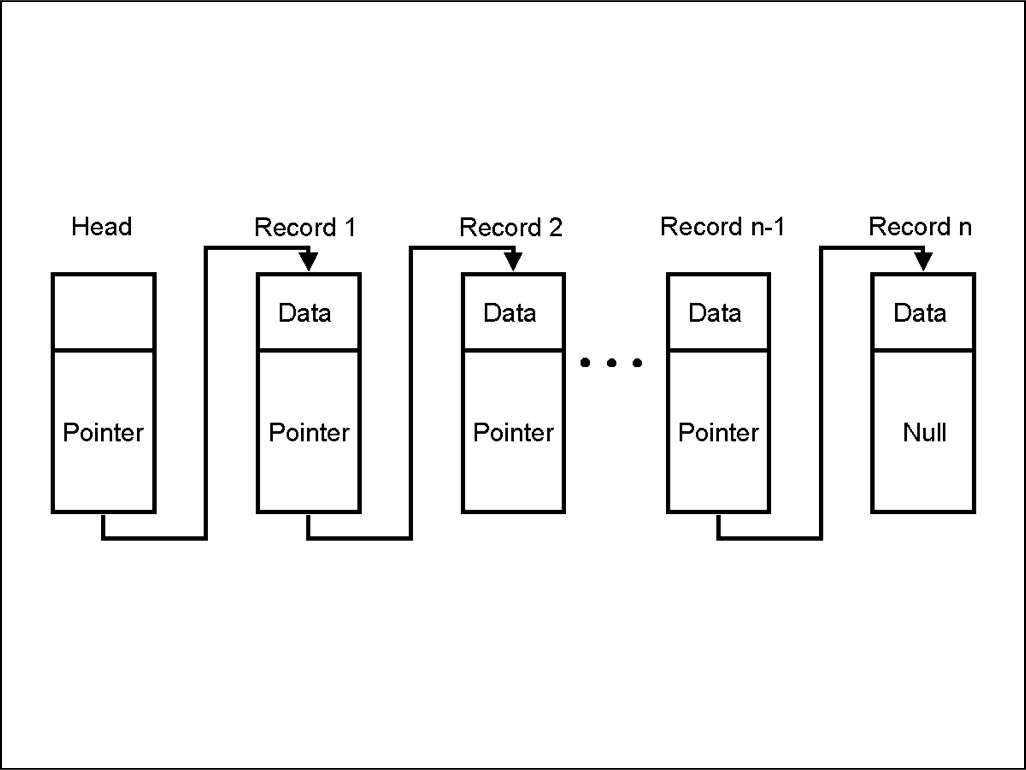 Head
Record 1
Record 2
Record n-1
Record n
Data
Data
Data
Data
Pointer
Pointer
Pointer
Pointer
Null